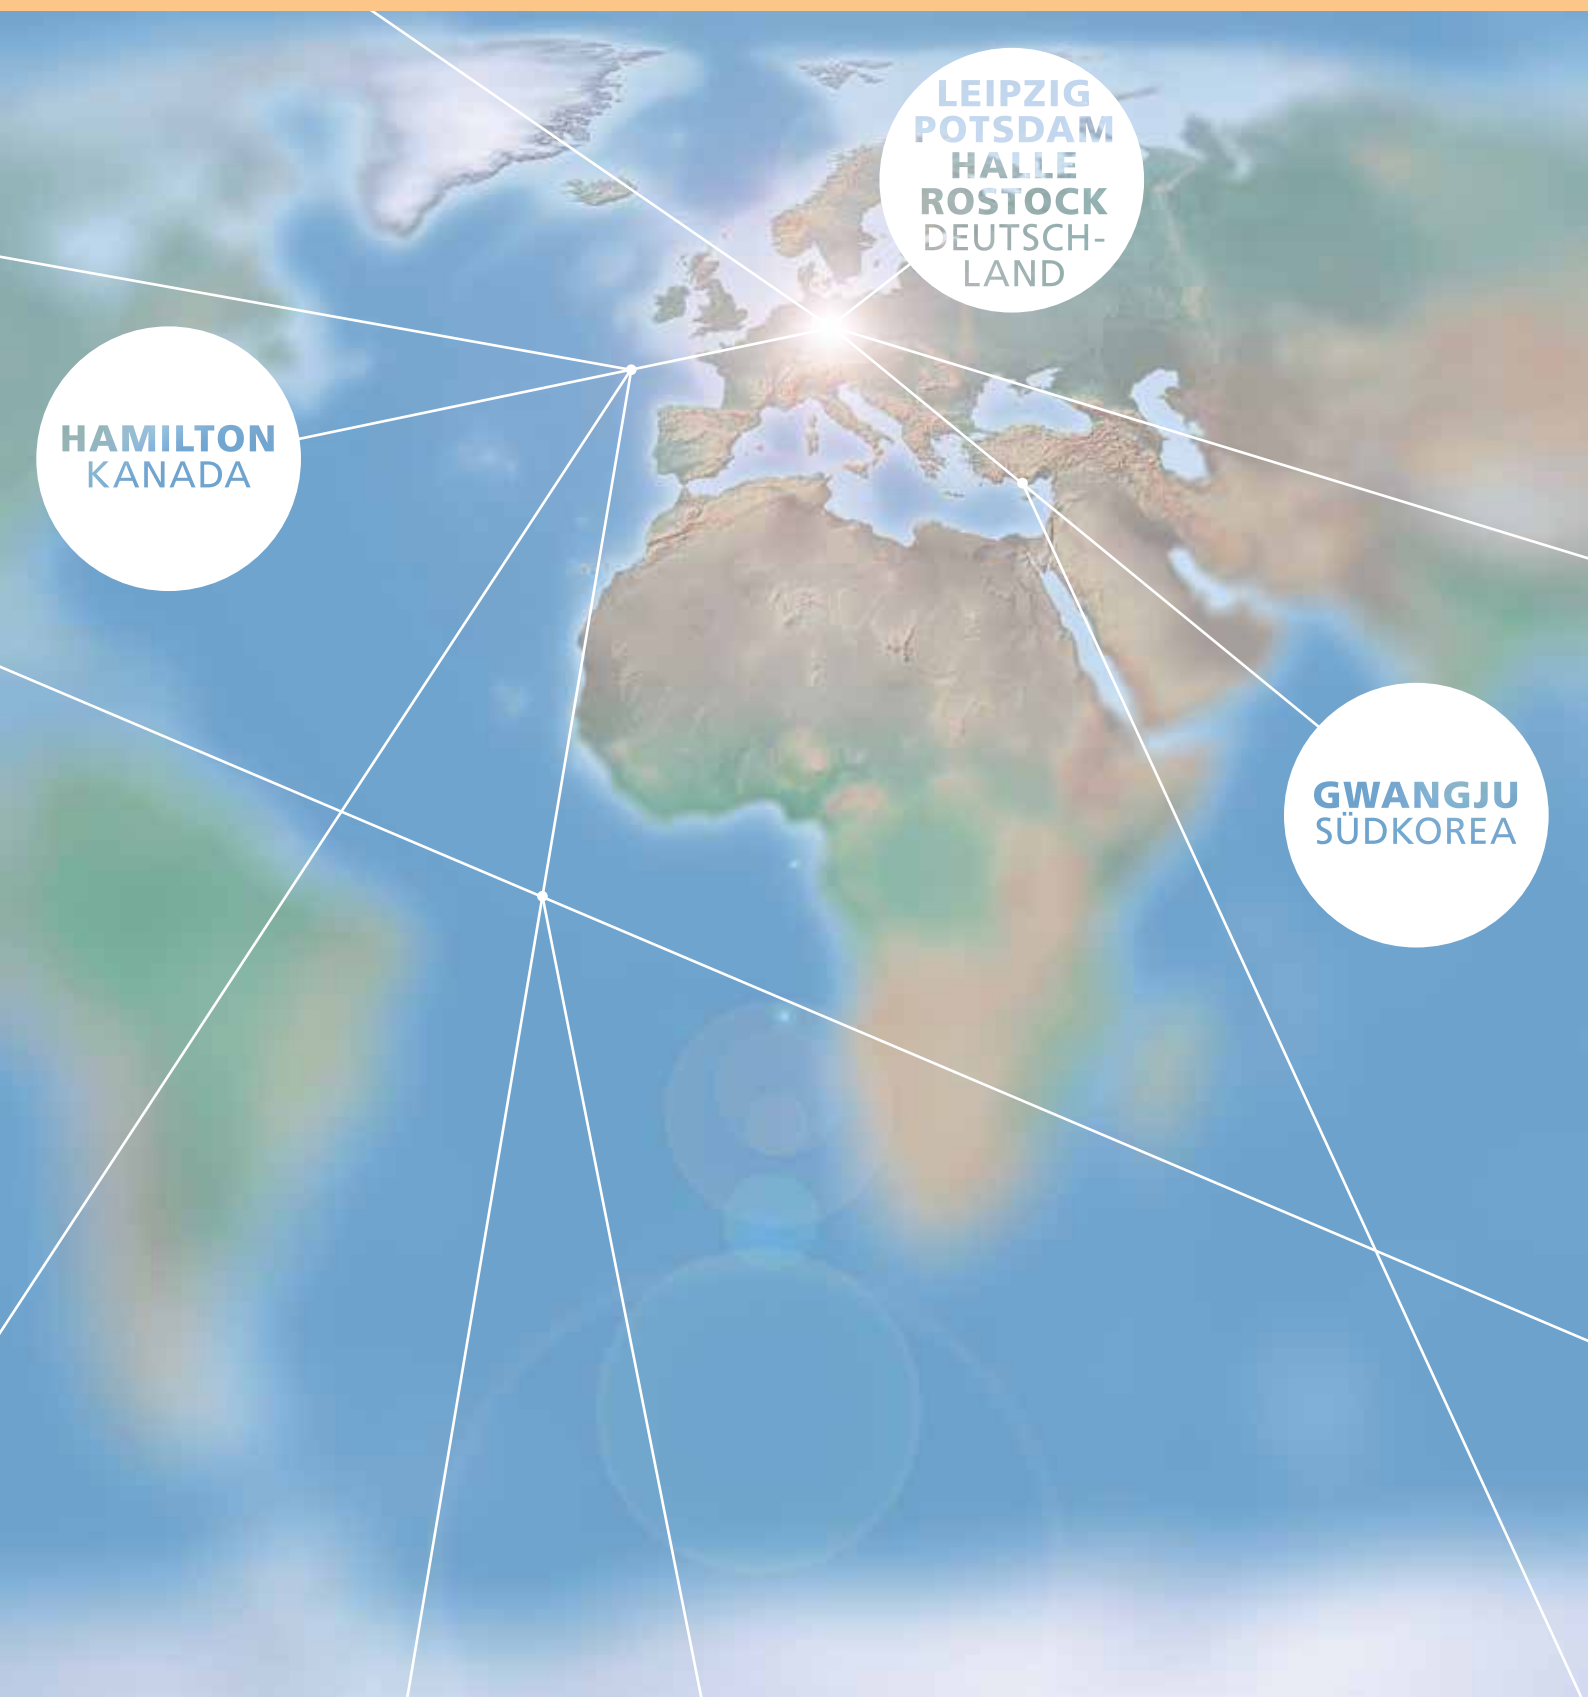 LEIPZIG
POTSDAM
HALLE
ROSTOCK
DEUTSCH-
LAND
HAMILTON
KANADA
GWANGJU
SÜDKOREA